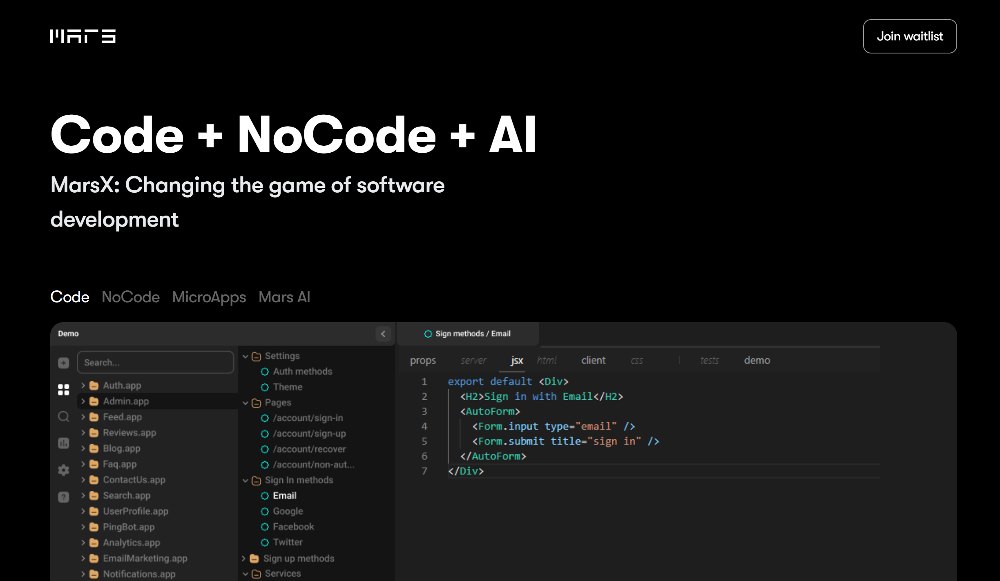 MARS
Join waitlist
Code + NoCode + AI
MarsX: Changing the game of software
development
Code NoCode MicroApps Mars AI
Demo
Search...
Auth.app
Admin.app
Feed.app
Reviews.app
Blog.app
Faq.app
ContactUs.app
Search.app
UserProfile.app
PingBot.app
Analytics.app
EmailMarketing.app
Notifications.app
Settings
Auth methods
Theme
Pages
/account/sign-in
/account/sign-up
/account/recover
/account/non-aut...
Sign In methods
Email
Google
Facebook
Twitter
Sign up methods
Services
Sign methods / Email
props server jsx html client css | tests demo
1 export default <Div>
2 <H2>Sign in with Email</H2>
3 <AutoForm>
4 <Form.input type="email" />
5 <Form.submit title="sign in" />
6 </AutoForm>
7 </Div>